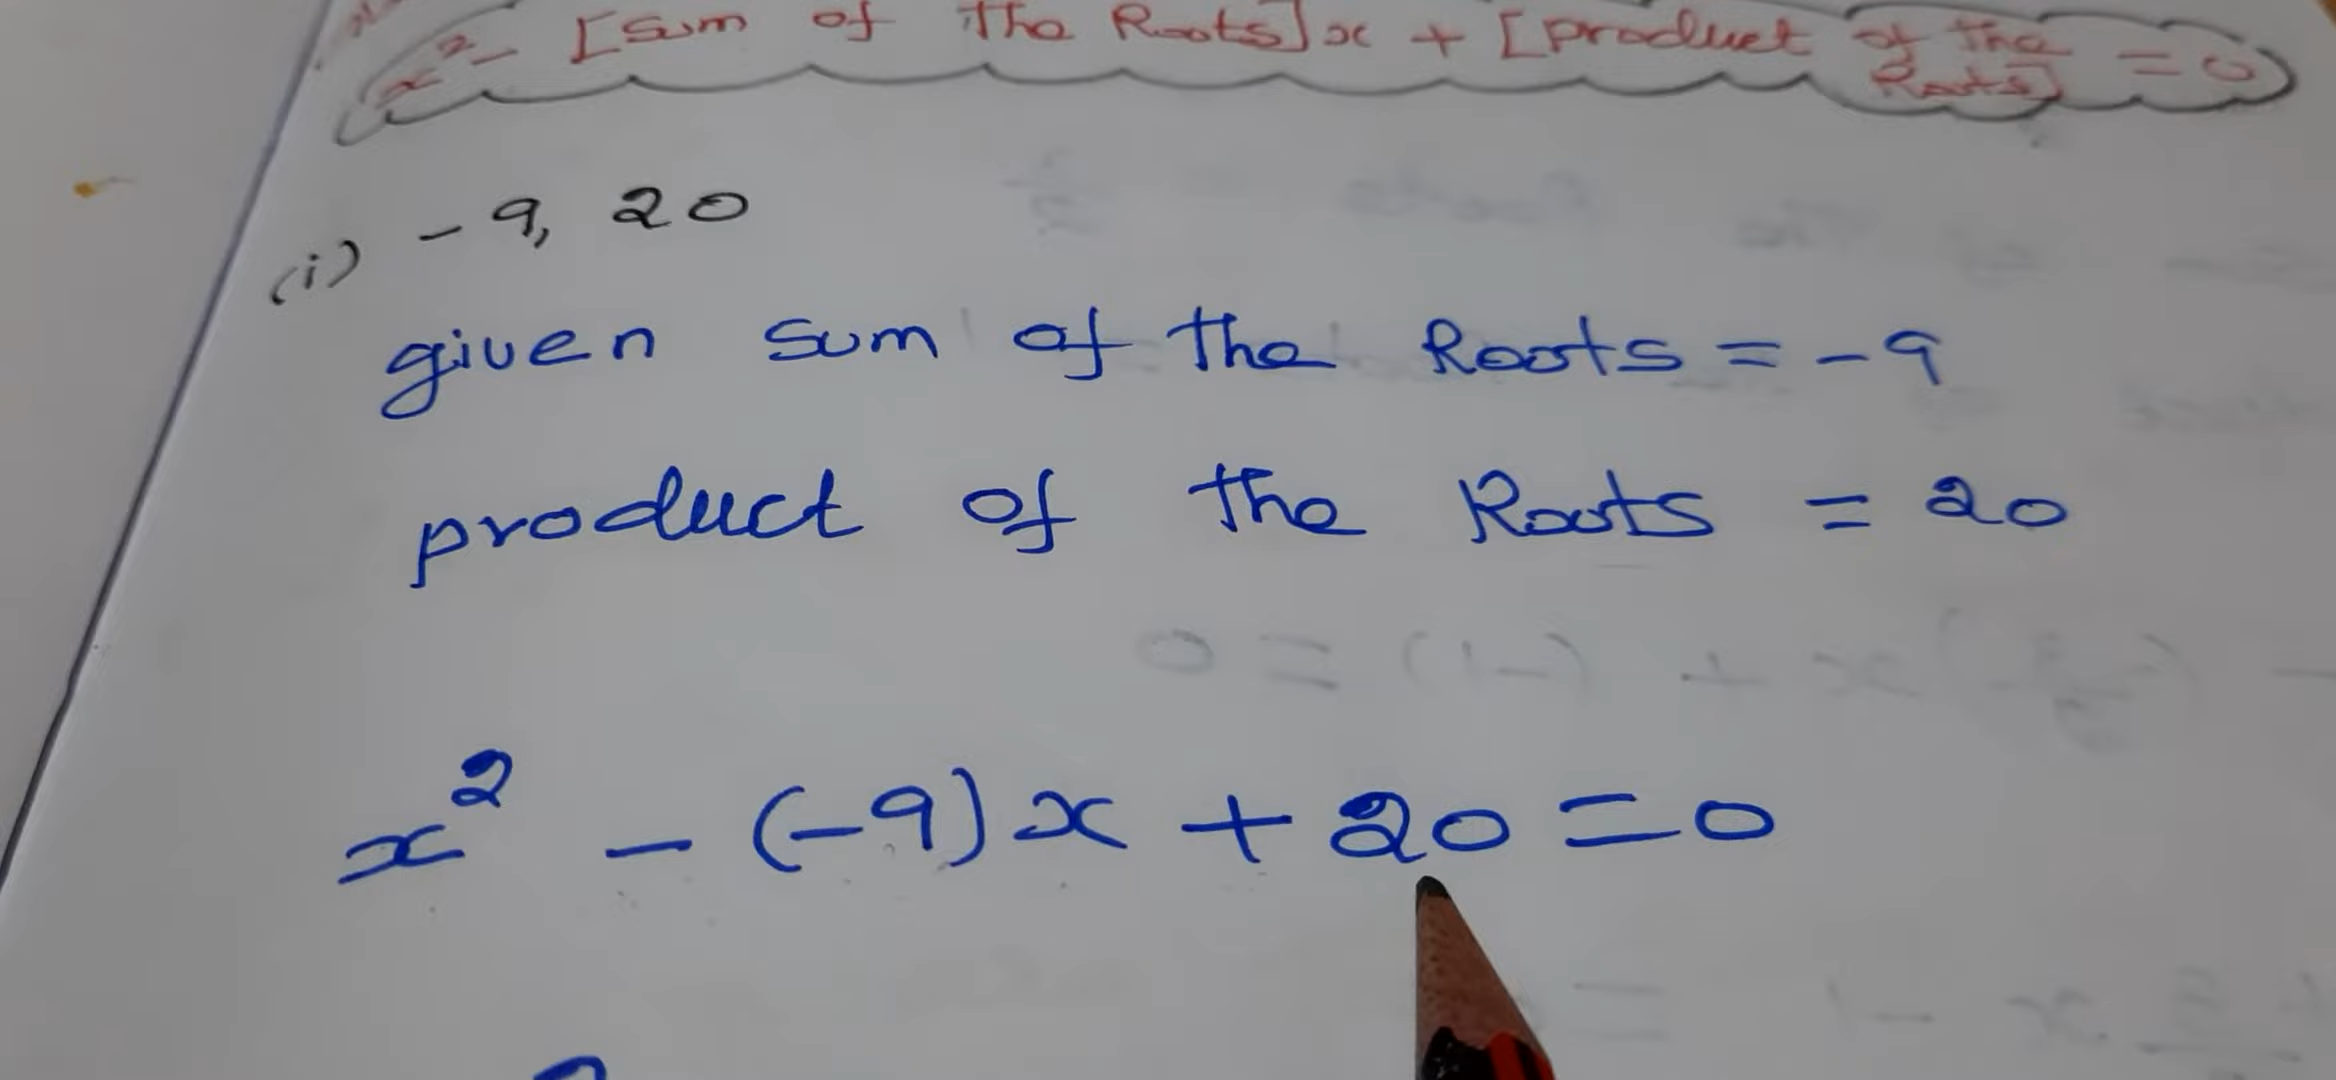 x² - [Sum of The Roots]x + [product of The Roots] = 0
(i) -9, 20
given sum of the Roots = -9
product of the Roots = 20
x² - (-9)x + 20 = 0